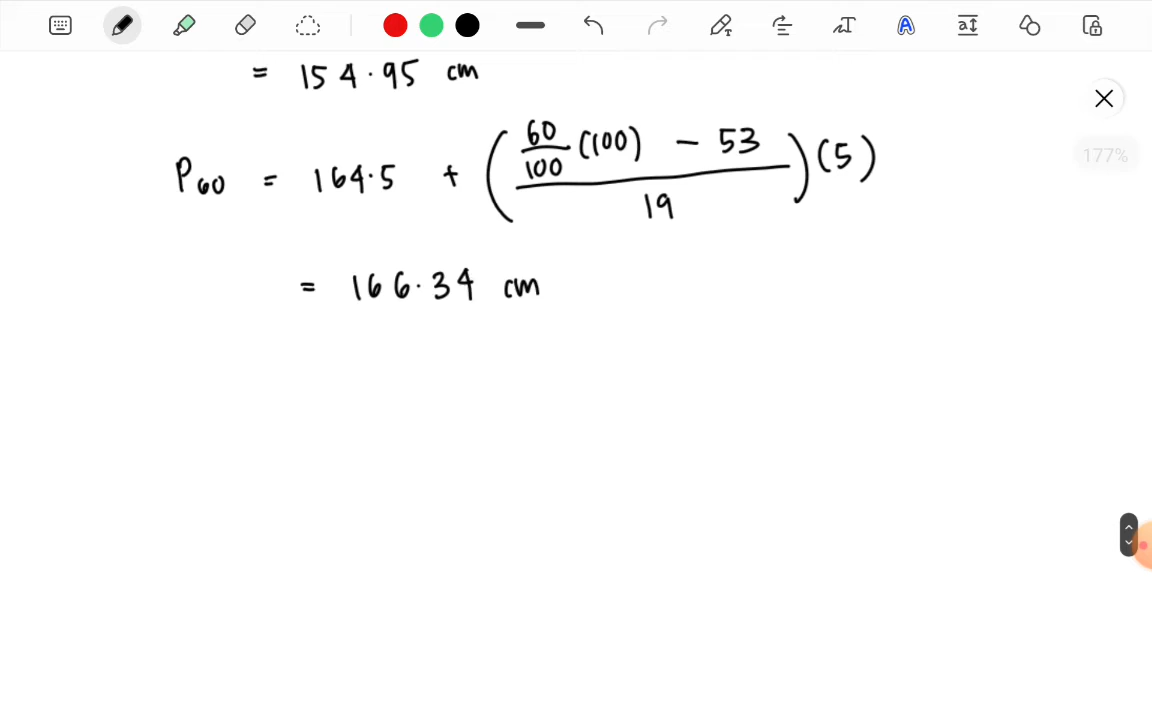 = 154.95 cm
P60 = 164.5 + (60/100 (100) - 53 / 19) (5)
= 166.34 cm
177%